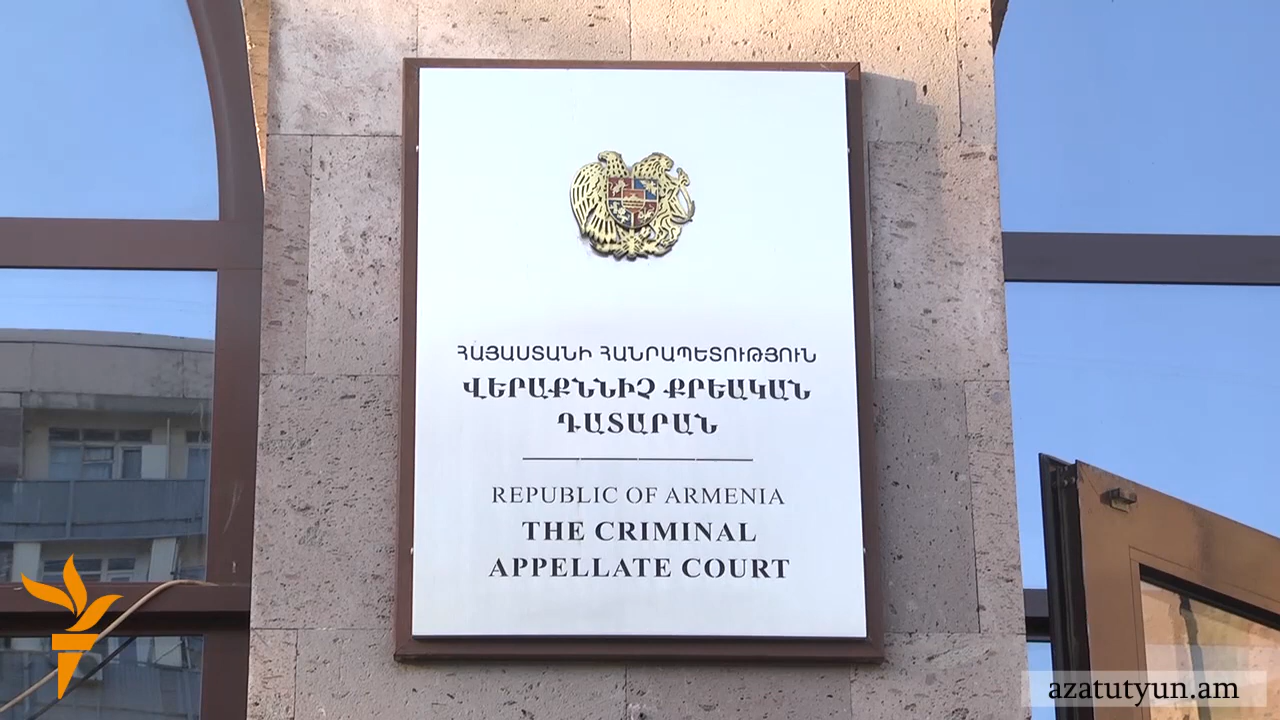 ՀԱՅԱՍՏԱՆԻ ՀԱՆՐԱՊԵՏՈՒԹՅՈՒՆ
ՎԵՐԱՔՆՆԻՉ ՔՐԵԱԿԱՆ
ԴԱՏԱՐԱՆ
REPUBLIC OF ARMENIA
THE CRIMINAL
APPELLATE COURT
azatutyun.am